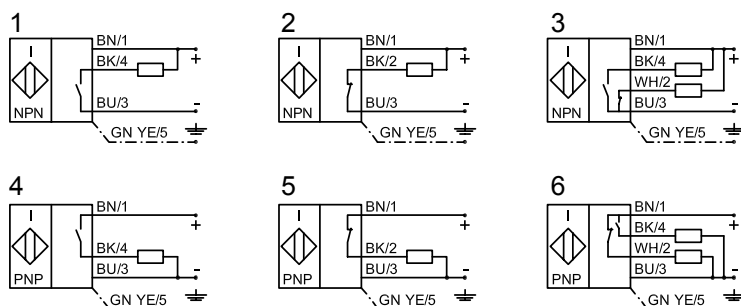 1
BN/1
I
BK/4
+
NPN
BU/3
-
GN YE/5
2
BN/1
I
BK/2
+
NPN
BU/3
-
GN YE/5
3
BN/1
I
BK/4
+
WH/2
NPN
BU/3
-
GN YE/5
4
BN/1
I
+
BK/4
PNP
BU/3
-
GN YE/5
5
BN/1
I
+
BK/2
PNP
BU/3
-
GN YE/5
6
BN/1
I
BK/4
+
WH/2
PNP
BU/3
-
GN YE/5